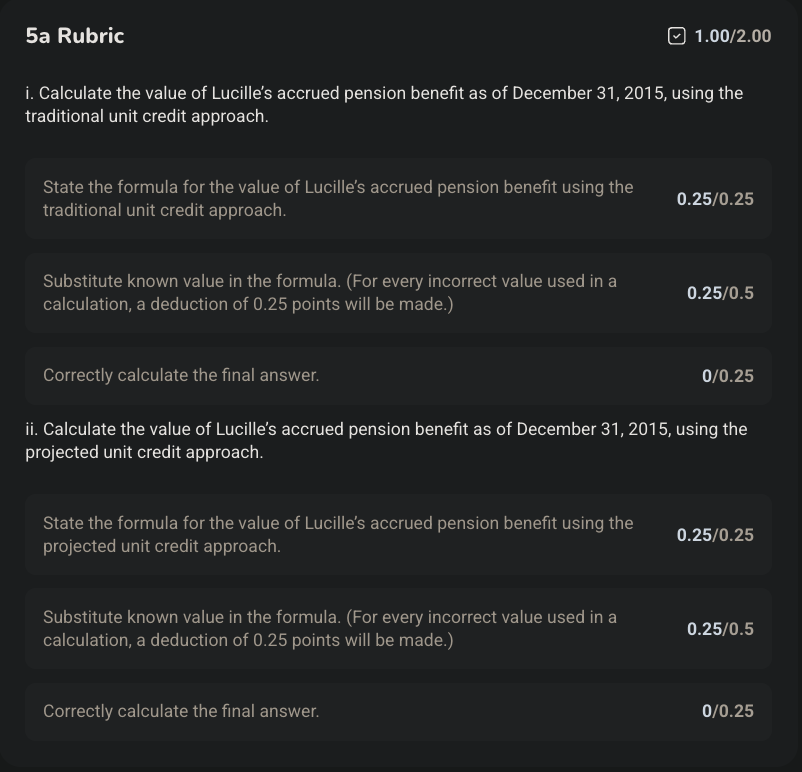 5a Rubric 1.00/2.00
i. Calculate the value of Lucille’s accrued pension benefit as of December 31, 2015, using the
traditional unit credit approach.
State the formula for the value of Lucille’s accrued pension benefit using the
traditional unit credit approach.
0.25/0.25
Substitute known value in the formula. (For every incorrect value used in a
calculation, a deduction of 0.25 points will be made.)
0.25/0.5
Correctly calculate the final answer. 0/0.25
ii. Calculate the value of Lucille’s accrued pension benefit as of December 31, 2015, using the
projected unit credit approach.
State the formula for the value of Lucille’s accrued pension benefit using the
projected unit credit approach.
0.25/0.25
Substitute known value in the formula. (For every incorrect value used in a
calculation, a deduction of 0.25 points will be made.)
0.25/0.5
Correctly calculate the final answer. 0/0.25